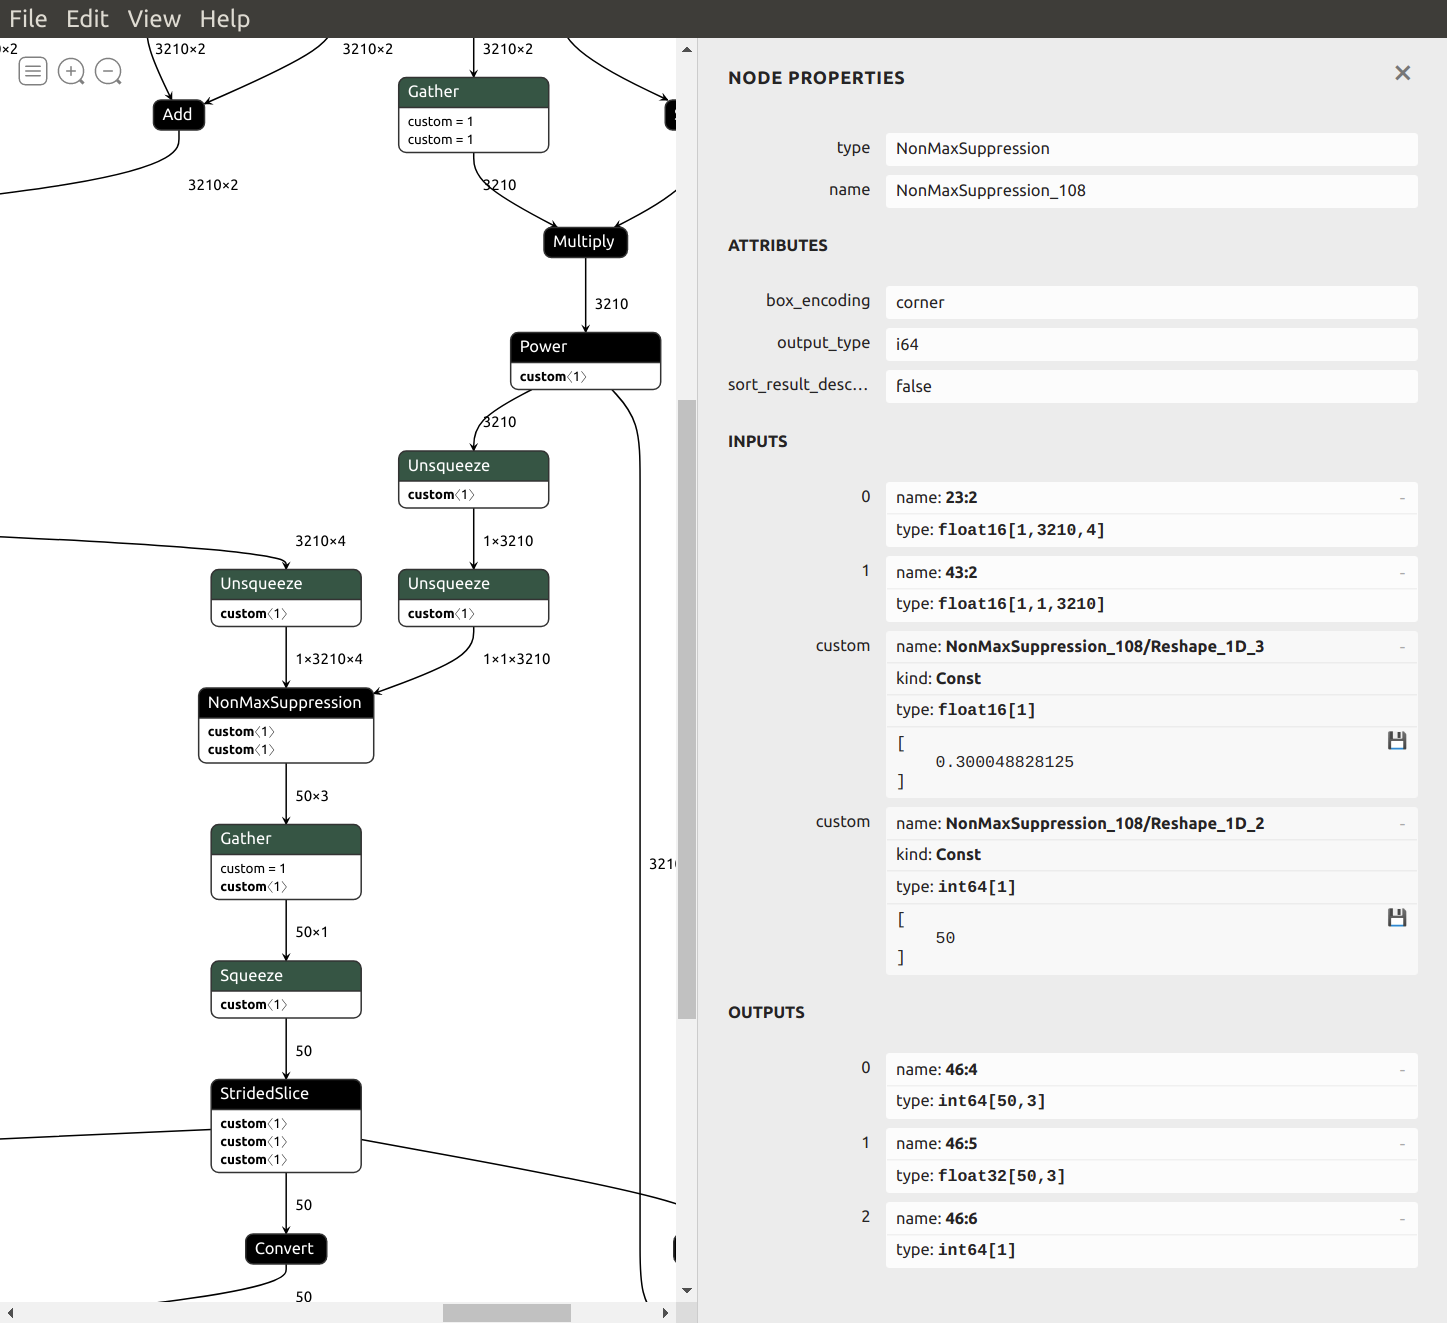 File Edit View Help
×2
3210×2
3210×2
3210×2
Add
Gather
custom = 1
custom = 1
3210×2
3210
Multiply
3210
Power
custom〈1〉
3210
Unsqueeze
custom〈1〉
3210×4
1×3210
Unsqueeze
custom〈1〉
Unsqueeze
custom〈1〉
1×3210×4
1×1×3210
NonMaxSuppression
custom〈1〉
custom〈1〉
50×3
Gather
custom = 1
custom〈1〉
321
50×1
Squeeze
custom〈1〉
50
StridedSlice
custom〈1〉
custom〈1〉
custom〈1〉
50
Convert
50
NODE PROPERTIES
type NonMaxSuppression
name NonMaxSuppression_108
ATTRIBUTES
box_encoding corner
output_type i64
sort_result_desc... false
INPUTS
0 name: 23:2 -
type: float16[1,3210,4]
1 name: 43:2 -
type: float16[1,1,3210]
custom name: NonMaxSuppression_108/Reshape_1D_3 -
kind: Const
type: float16[1]
[
0.300048828125
]
custom name: NonMaxSuppression_108/Reshape_1D_2 -
kind: Const
type: int64[1]
[
50
]
OUTPUTS
0 name: 46:4 -
type: int64[50,3]
1 name: 46:5 -
type: float32[50,3]
2 name: 46:6 -
type: int64[1]